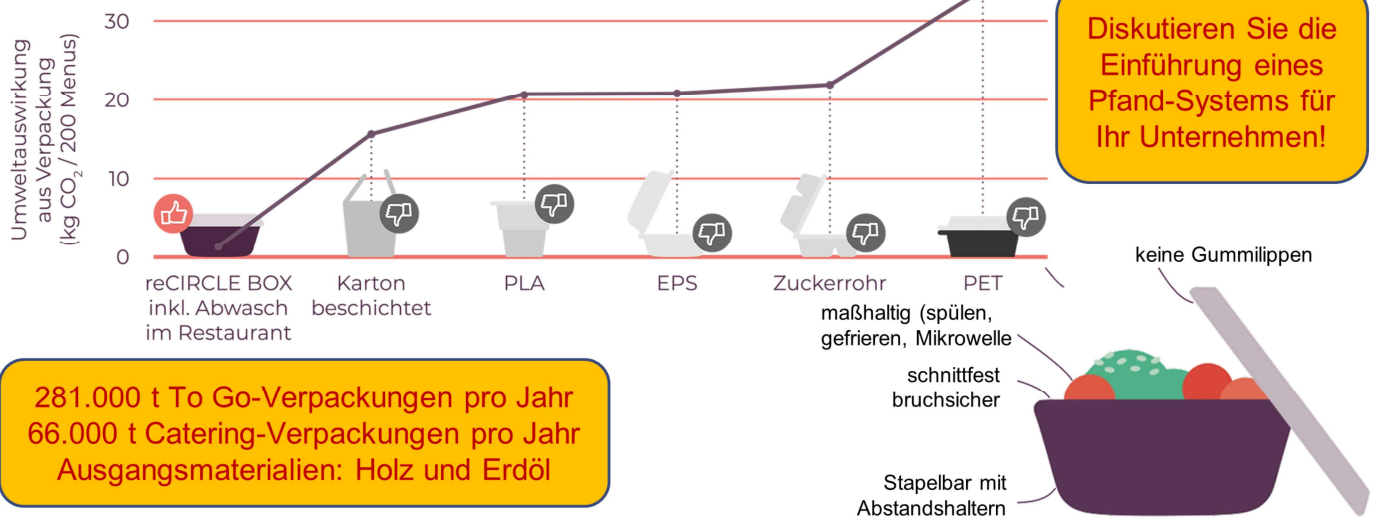 30
20
10
0
Umweltauswirkung
aus Verpackung
(kg CO₂ / 200 Menus)
reCIRCLE BOX
inkl. Abwasch
im Restaurant
Karton
beschichtet
PLA
EPS
Zuckerrohr
PET
Diskutieren Sie die
Einführung eines
Pfand-Systems für
Ihr Unternehmen!
keine Gummilippen
maßhaltig (spülen,
gefrieren, Mikrowelle
schnittfest
bruchsicher
Stapelbar mit
Abstandshaltern
281.000 t To Go-Verpackungen pro Jahr
66.000 t Catering-Verpackungen pro Jahr
Ausgangsmaterialien: Holz und Erdöl